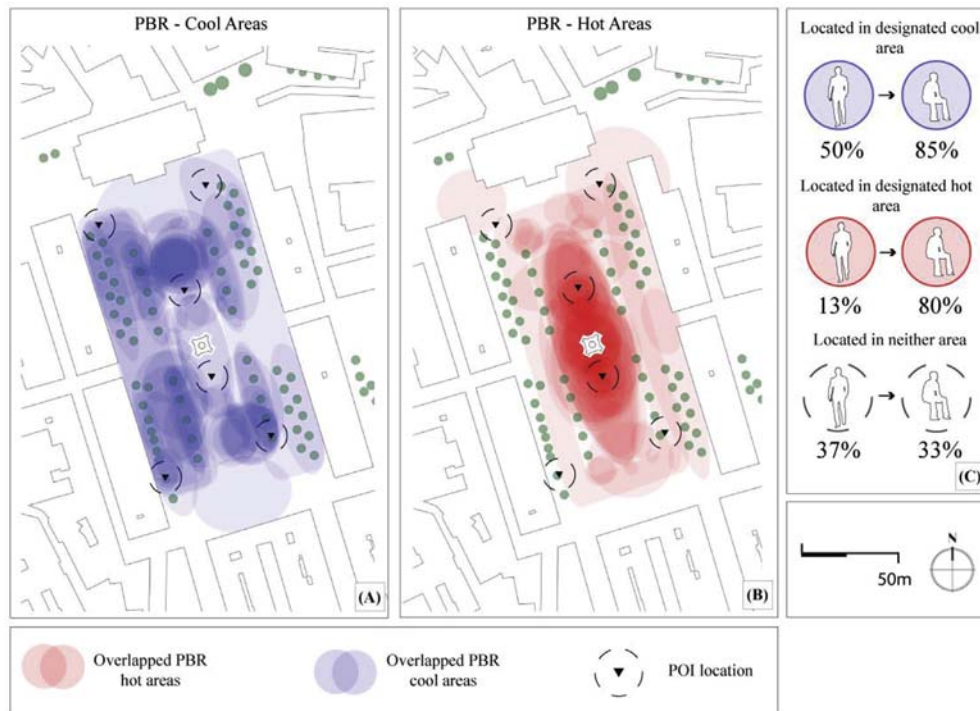 PBR - Cool Areas
(A)
PBR - Hot Areas
(B)
Located in designated cool
area
50%
85%
Located in designated hot
area
13%
80%
Located in neither area
37%
33%
(C)
50m
N
Overlapped PBR
hot areas
Overlapped PBR
cool areas
POI location